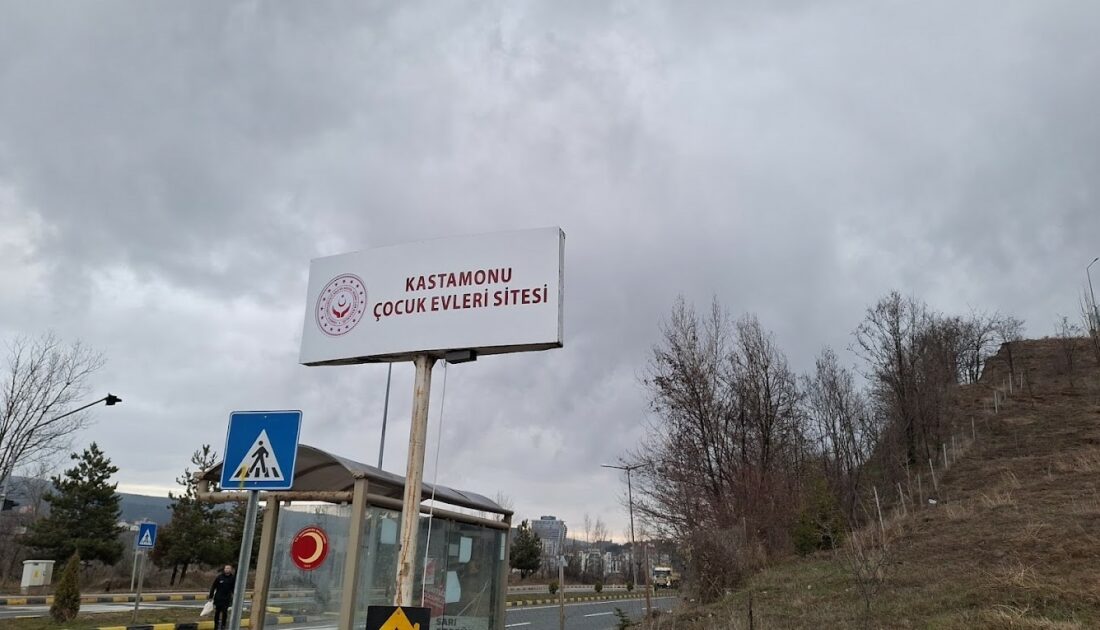 KASTAMONU
ÇOCUK EVLERİ SİTESİ
SARI